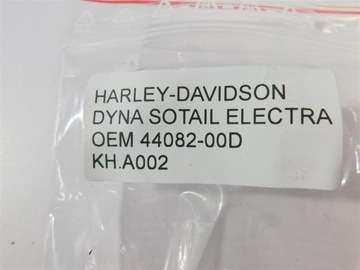 HARLEY-DAVIDSON
DYNA SOTAIL ELECTRA
OEM 44082-00D
KH.A002